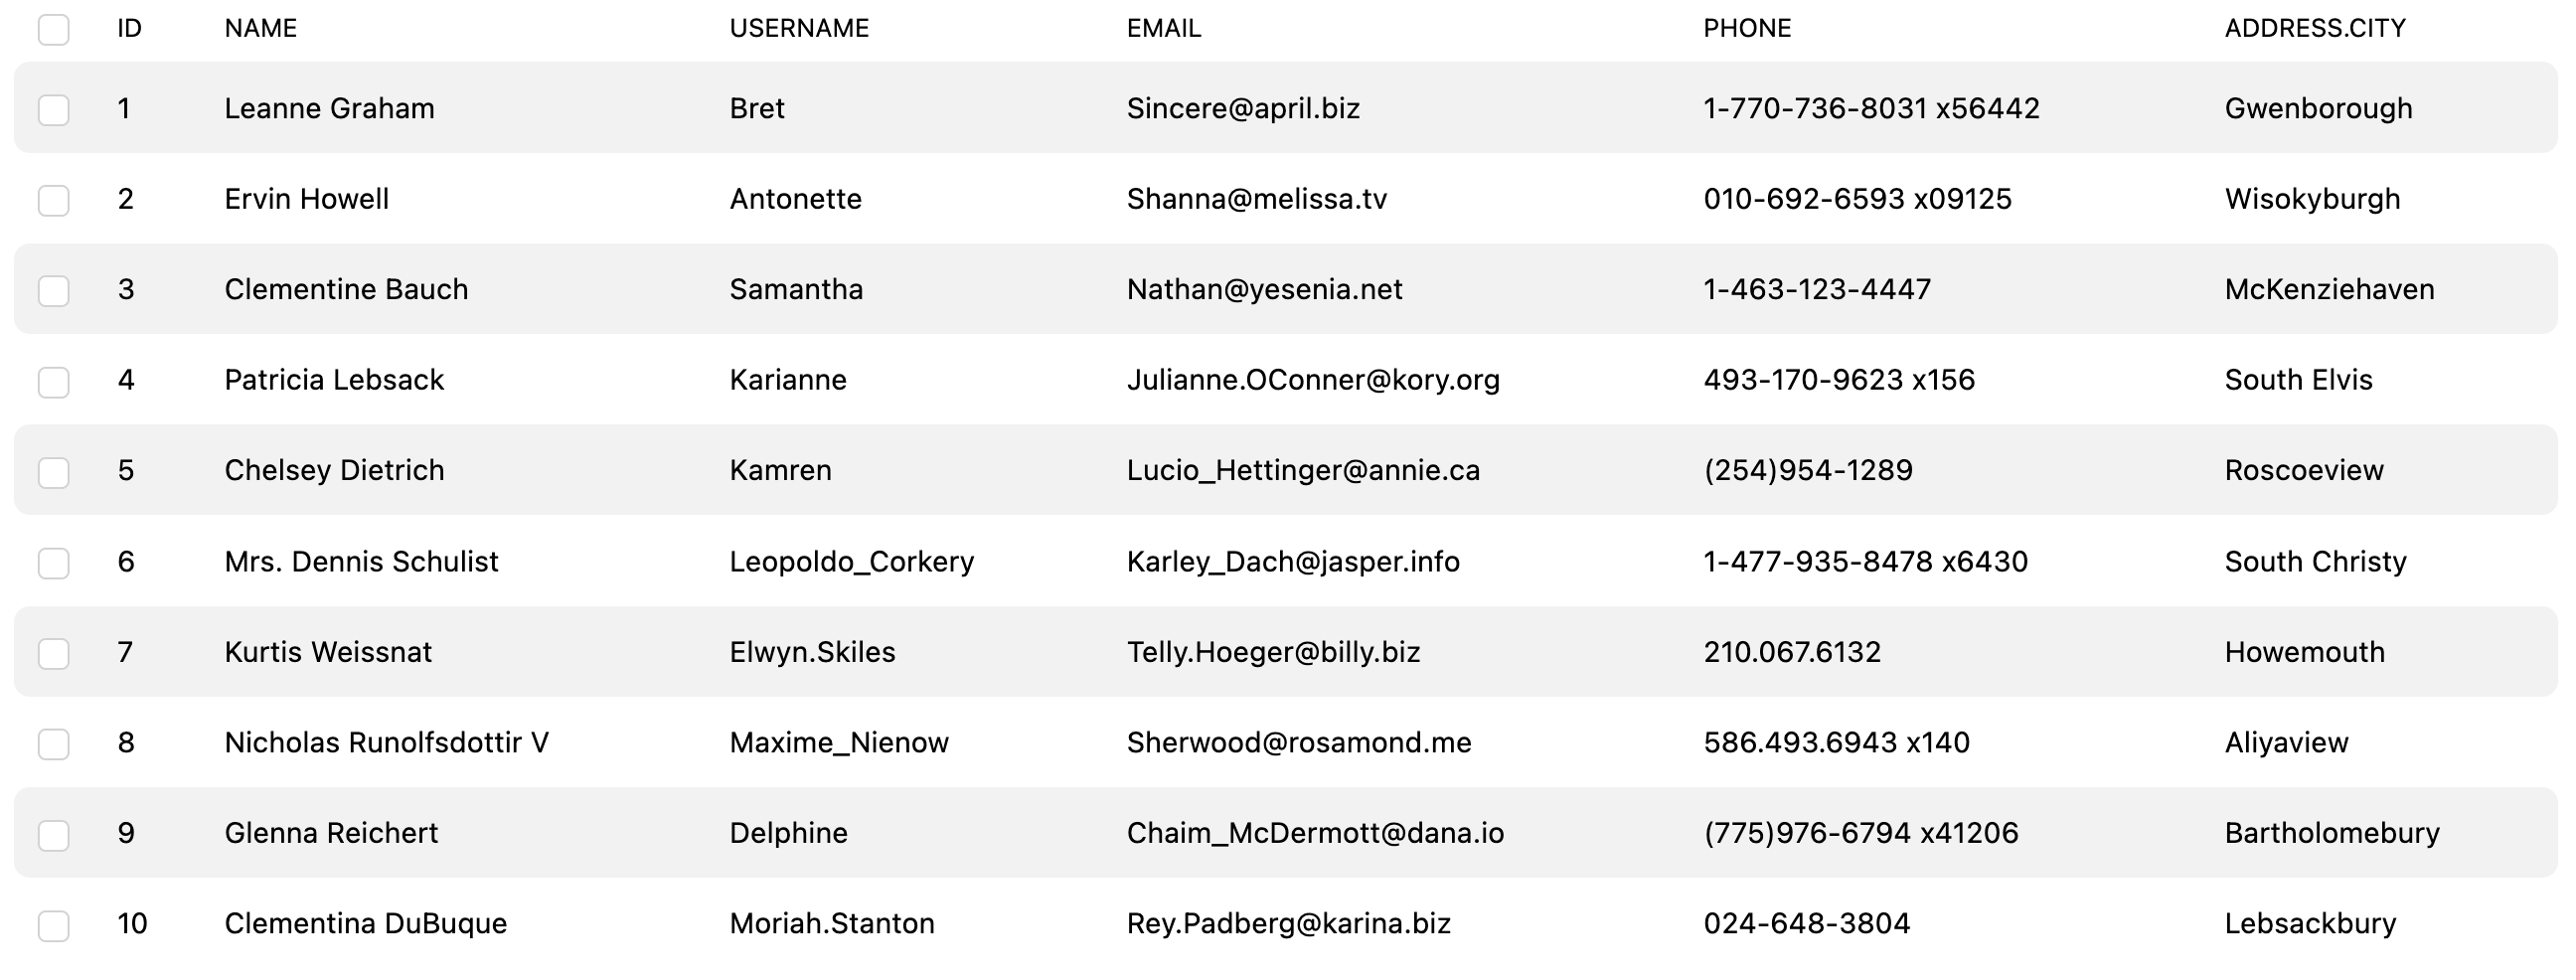 ID NAME USERNAME EMAIL PHONE ADDRESS.CITY
1 Leanne Graham Bret Sincere@april.biz 1-770-736-8031 x56442 Gwenborough
2 Ervin Howell Antonette Shanna@melissa.tv 010-692-6593 x09125 Wisokyburgh
3 Clementine Bauch Samantha Nathan@yesenia.net 1-463-123-4447 McKenziehaven
4 Patricia Lebsack Karianne Julianne.OConner@kory.org 493-170-9623 x156 South Elvis
5 Chelsey Dietrich Kamren Lucio_Hettinger@annie.ca (254)954-1289 Roscoeview
6 Mrs. Dennis Schulist Leopoldo_Corkery Karley_Dach@jasper.info 1-477-935-8478 x6430 South Christy
7 Kurtis Weissnat Elwyn.Skiles Telly.Hoeger@billy.biz 210.067.6132 Howemouth
8 Nicholas Runolfsdottir V Maxime_Nienow Sherwood@rosamond.me 586.493.6943 x140 Aliyaview
9 Glenna Reichert Delphine Chaim_McDermott@dana.io (775)976-6794 x41206 Bartholomebury
10 Clementina DuBuque Moriah.Stanton Rey.Padberg@karina.biz 024-648-3804 Lebsackbury